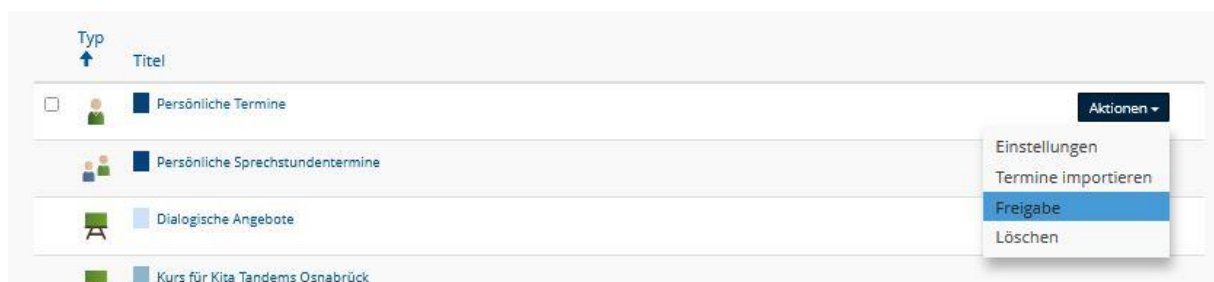 Typ
Titel
Persönliche Termine
Aktionen
Persönliche Sprechstundentermine
Einstellungen
Termine importieren
Freigabe
Löschen
Dialogische Angebote
Kurs für Kita Tandems Osnabrück